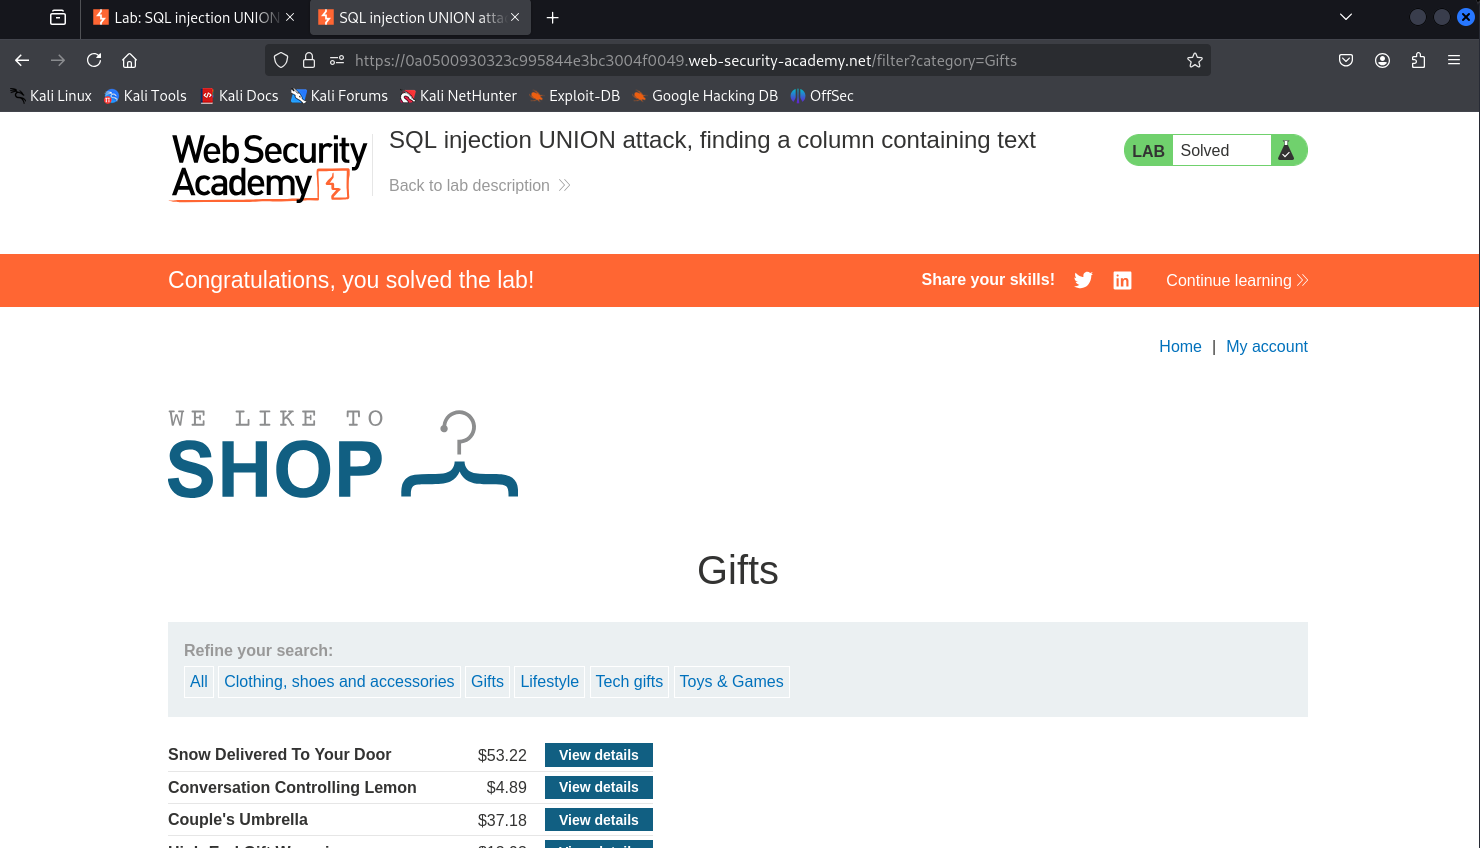 Lab: SQL injection UNION
SQL injection UNION atta
https://0a0500930323c995844e3bc3004f0049.web-security-academy.net/filter?category=Gifts
Kali Linux Kali Tools Kali Docs Kali Forums Kali NetHunter Exploit-DB Google Hacking DB OffSec
Web Security
Academy
SQL injection UNION attack, finding a column containing text
Back to lab description
LAB Solved
Congratulations, you solved the lab!
Share your skills!
Continue learning
Home | My account
WE LIKE TO
SHOP
Gifts
Refine your search:
All Clothing, shoes and accessories Gifts Lifestyle Tech gifts Toys & Games
Snow Delivered To Your Door $53.22 View details
Conversation Controlling Lemon $4.89 View details
Couple's Umbrella $37.18 View details